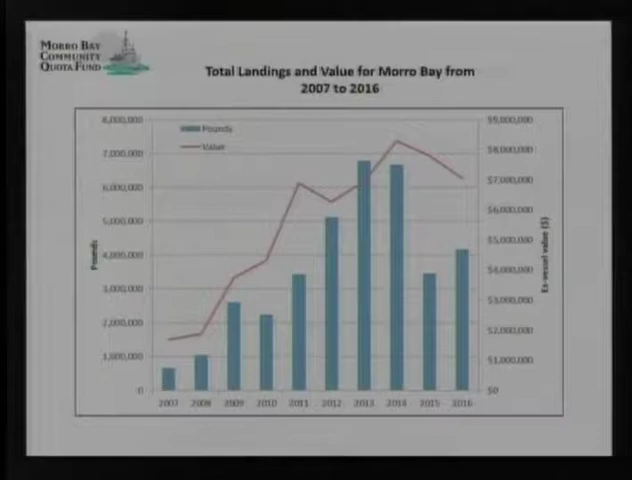 MORRO BAY
COMMUNITY
QUOTA FUND
Total Landings and Value for Morro Bay from
2007 to 2016
8,000,000
7,000,000
6,000,000
5,000,000
4,000,000
3,000,000
2,000,000
1,000,000
0
Pounds
Pounds
Value
$9,000,000
$8,000,000
$7,000,000
$6,000,000
$5,000,000
$4,000,000
$3,000,000
$2,000,000
$1,000,000
$0
Ex-vessel value ($)
2007 2008 2009 2010 2011 2012 2013 2014 2015 2016